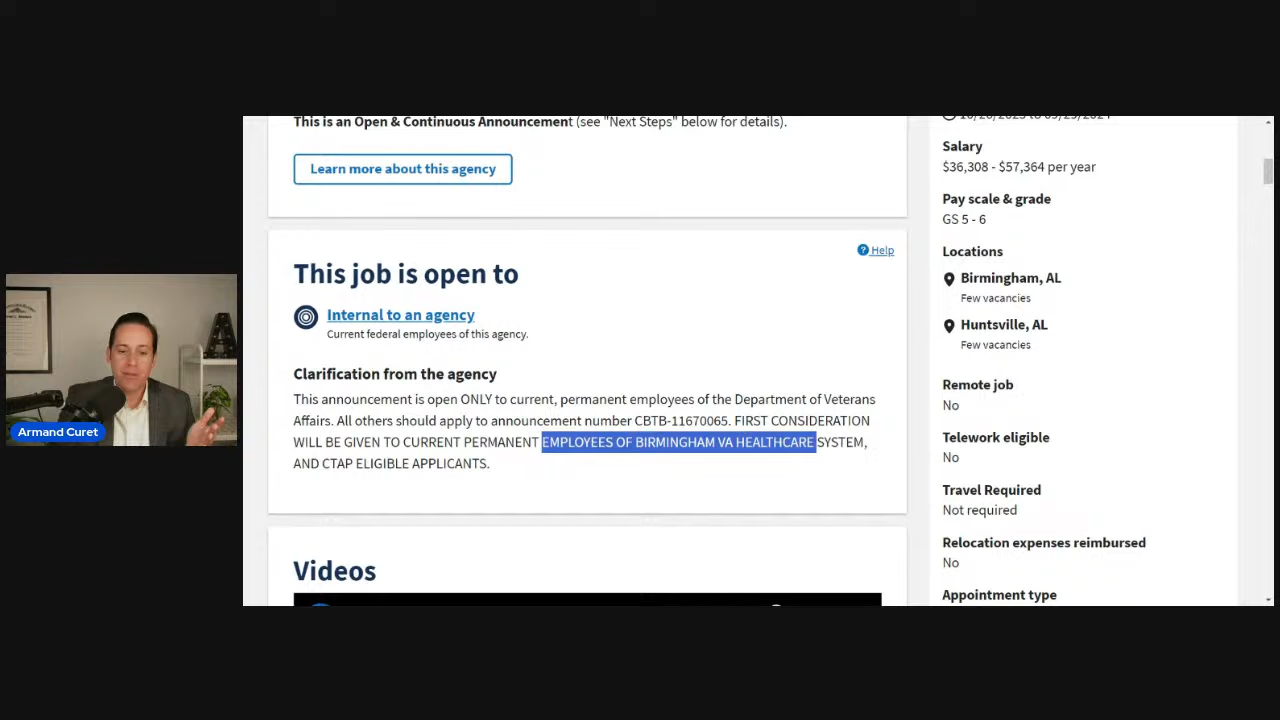 This is an Open & Continuous Announcement (see "Next Steps" below for details).
Learn more about this agency
Help
This job is open to
Internal to an agency
Current federal employees of this agency.
Clarification from the agency
This announcement is open ONLY to current, permanent employees of the Department of Veterans
Affairs. All others should apply to announcement number CBTB-11670065. FIRST CONSIDERATION
WILL BE GIVEN TO CURRENT PERMANENT EMPLOYEES OF BIRMINGHAM VA HEALTHCARE SYSTEM,
AND CTAP ELIGIBLE APPLICANTS.
Videos
Salary
$36,308 - $57,364 per year
Pay scale & grade
GS 5 - 6
Locations
Birmingham, AL
Few vacancies
Huntsville, AL
Few vacancies
Remote job
No
Telework eligible
No
Travel Required
Not required
Relocation expenses reimbursed
No
Appointment type
Armand Curet